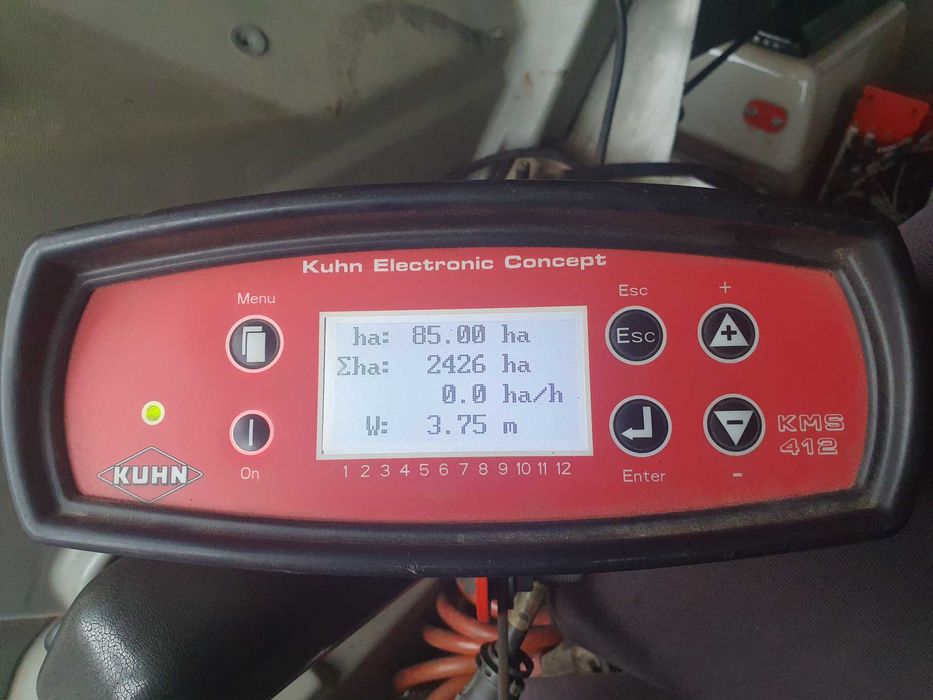 Kuhn Electronic Concept
Menu
On
KUHN
ha: 85.00 ha
Σha: 2426 ha
0.0 ha/h
W: 3.75 m
1 2 3 4 5 6 7 8 9 10 11 12
Esc
Esc
Enter
+
-
KMS
412